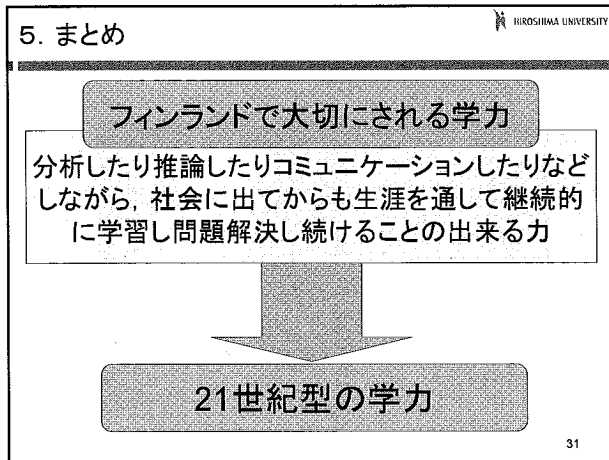 HIROSHIMA UNIVERSITY
5. まとめ
フィンランドで大切にされる学力
分析したり推論したりコミュニケーションしたりなど
しながら，社会に出てからも生涯を通して継続的
に学習し問題解決し続けることの出来る力
21世紀型の学力
31